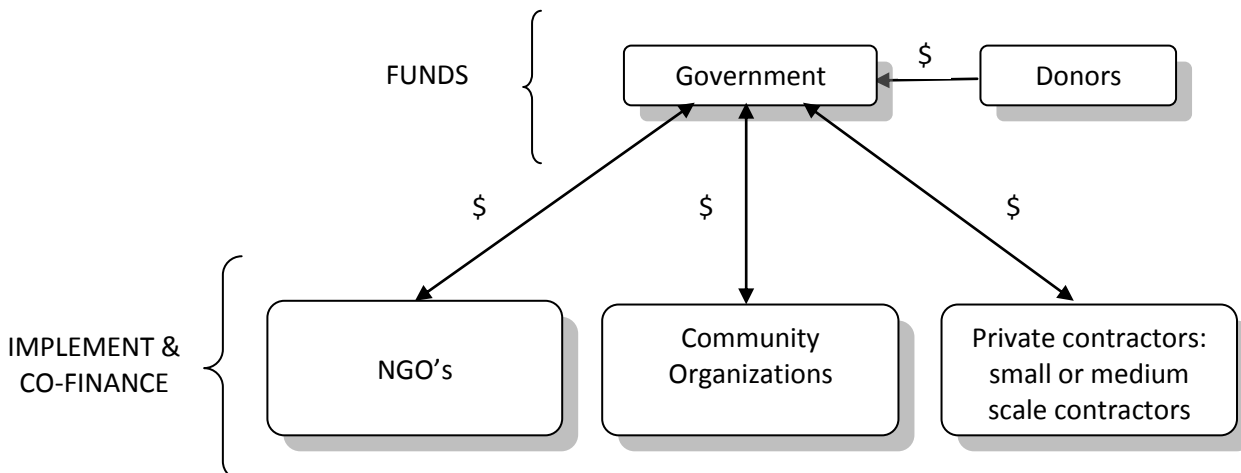 $
FUNDS
Government
Donors
$
$
$
IMPLEMENT &
CO-FINANCE
NGO’s
Community
Organizations
Private contractors:
small or medium
scale contractors